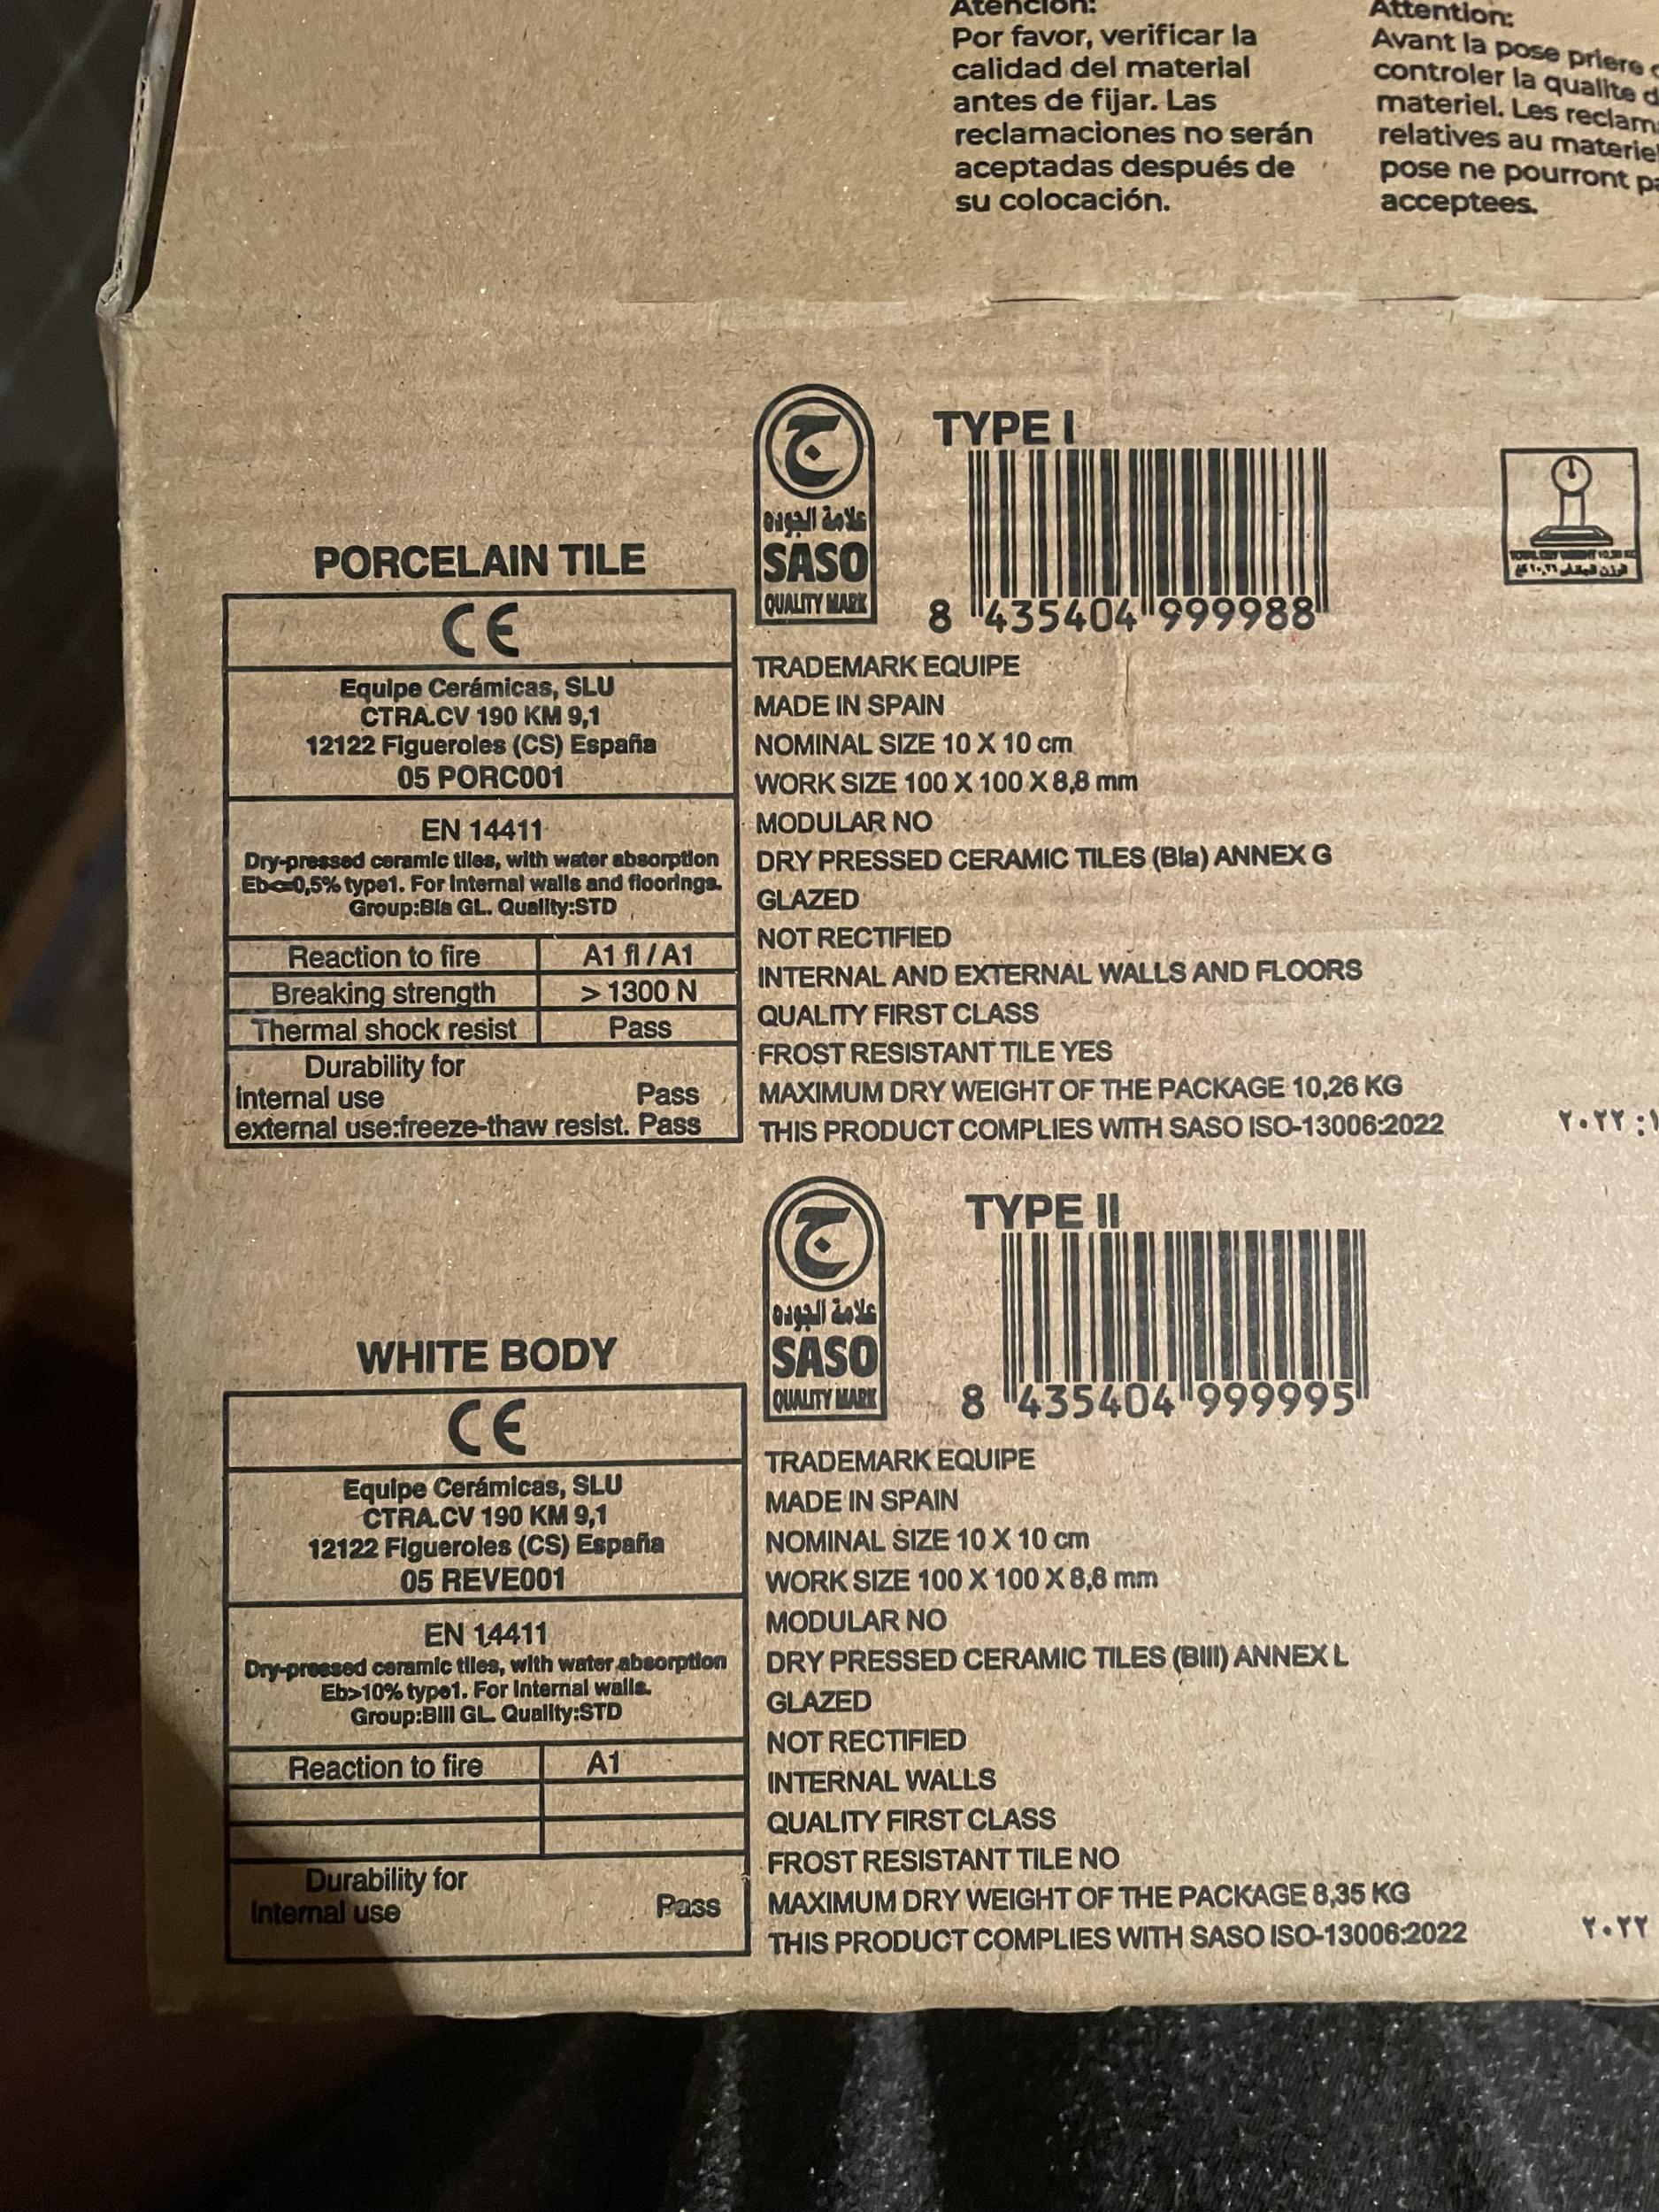 Atención:
Por favor, verificar la
calidad del material
antes de fijar. Las
reclamaciones no serán
aceptadas después de
su colocación.
Attention:
Avant la pose priere
controler la qualite
materiel. Les
relatives au
pose ne pourront
acceptees.
PORCELAIN TILE
CE
Equipe Cerámicas, SLU
CTRA.CV 190 KM 9,1
12122 Figueroles (CS) España
05 PORC001
EN 14411
Dry-pressed ceramic tiles, with water absorption
Eb<=0,5% type1. For Internal walls and floorings.
Group:BIa GL. Quality:STD
Reaction to fire A1 fl / A1
Breaking strength > 1300 N
Thermal shock resist Pass
Durability for
internal use Pass
external use:freeze-thaw resist. Pass
علامة الجوده
SASO
QUALITY MARK
TYPE I
8 435404 999988
TOTAL DRY WEIGHT
TRADEMARK EQUIPE
MADE IN SPAIN
NOMINAL SIZE 10 X 10 cm
WORK SIZE 100 X 100 X 8,8 mm
MODULAR NO
DRY PRESSED CERAMIC TILES (BIa) ANNEX G
GLAZED
NOT RECTIFIED
INTERNAL AND EXTERNAL WALLS AND FLOORS
QUALITY FIRST CLASS
FROST RESISTANT TILE YES
MAXIMUM DRY WEIGHT OF THE PACKAGE 10,26 KG
THIS PRODUCT COMPLIES WITH SASO ISO-13006:2022
٢٠٢٢ :١
WHITE BODY
CE
Equipe Cerámicas, SLU
CTRA.CV 190 KM 9,1
12122 Figueroles (CS) España
05 REVE001
EN 14411
Dry-pressed ceramic tiles, with water absorption
Eb>10% type1. For Internal walls.
Group:BIII GL. Quality:STD
Reaction to fire A1
Durability for
internal use Pass
علامة الجوده
SASO
QUALITY MARK
TYPE II
8 435404 999995
TRADEMARK EQUIPE
MADE IN SPAIN
NOMINAL SIZE 10 X 10 cm
WORK SIZE 100 X 100 X 8,8 mm
MODULAR NO
DRY PRESSED CERAMIC TILES (BIII) ANNEX L
GLAZED
NOT RECTIFIED
INTERNAL WALLS
QUALITY FIRST CLASS
FROST RESISTANT TILE NO
MAXIMUM DRY WEIGHT OF THE PACKAGE 8,35 KG
THIS PRODUCT COMPLIES WITH SASO ISO-13006:2022
٢٠٢٢